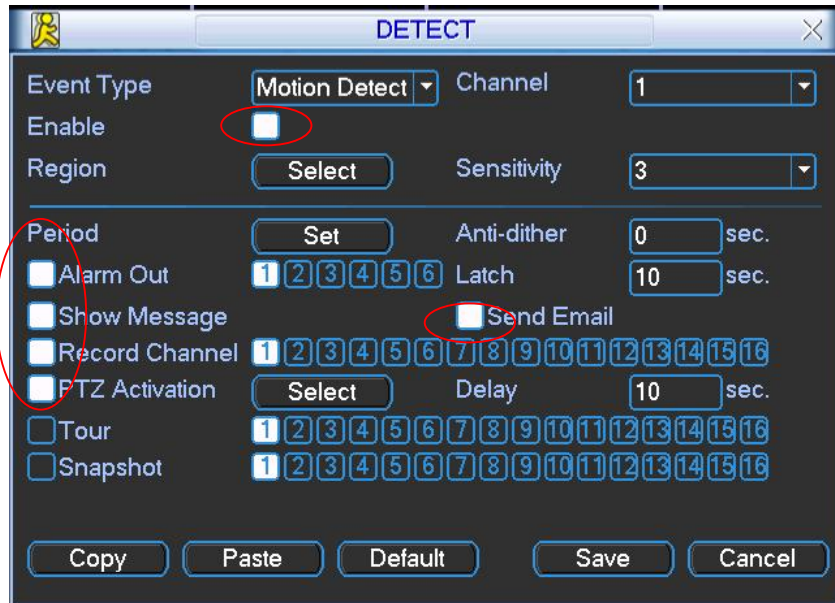 DETECT
Event Type Motion Detect Channel 1
Enable
Region Select Sensitivity 3
Period Set Anti-dither 0 sec.
Alarm Out 1 2 3 4 5 6 Latch 10 sec.
Show Message Send Email
Record Channel 1 2 3 4 5 6 7 8 9 10 11 12 13 14 15 16
PTZ Activation Select Delay 10 sec.
Tour 1 2 3 4 5 6 7 8 9 10 11 12 13 14 15 16
Snapshot 1 2 3 4 5 6 7 8 9 10 11 12 13 14 15 16
Copy Paste Default Save Cancel